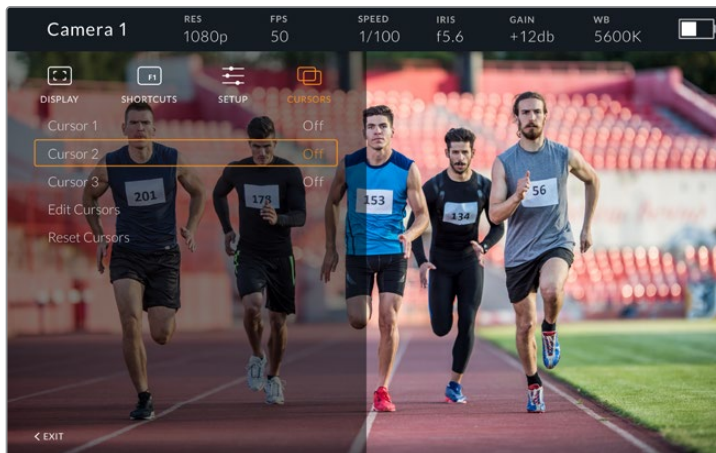 Camera 1
RES FPS SPEED IRIS GAIN WB
1080p 50 1/100 f5.6 +12db 5600K
F1
DISPLAY SHORTCUTS SETUP CURSORS
Cursor 1 Off
Cursor 2 Off
Cursor 3 Off
Edit Cursors
Reset Cursors
201
178
153
134
56
EXIT